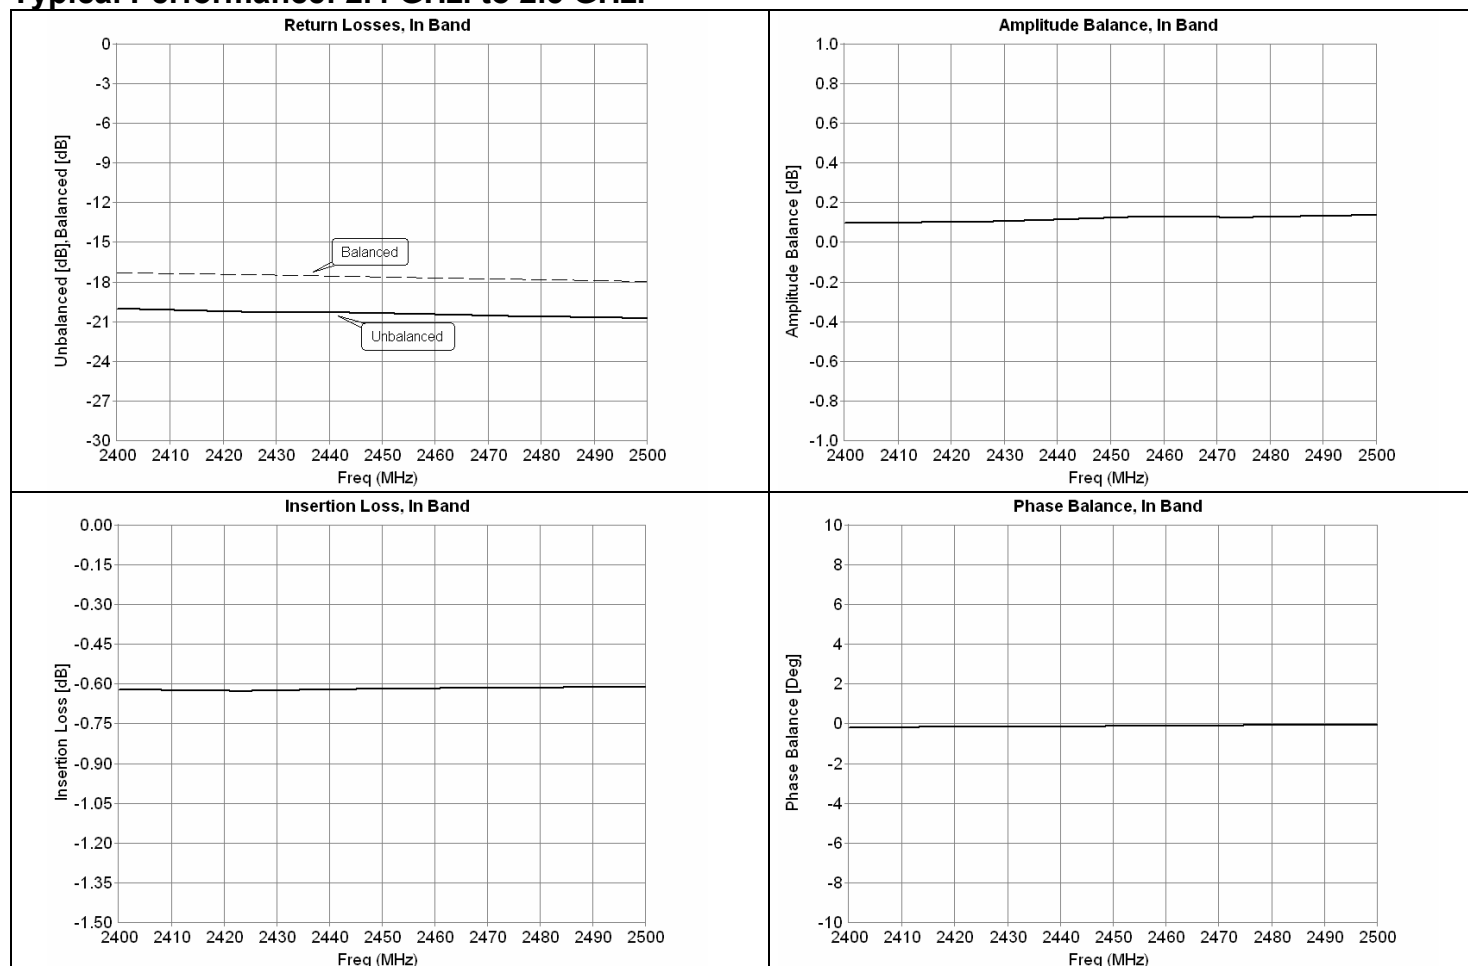 Return Losses, In Band
Unbalanced [dB],Balanced [dB]
0
-3
-6
-9
-12
-15
-18
-21
-24
-27
-30
Balanced
Unbalanced
2400 2410 2420 2430 2440 2450 2460 2470 2480 2490 2500
Freq (MHz)
Amplitude Balance, In Band
Amplitude Balance [dB]
1.0
0.8
0.6
0.4
0.2
0.0
-0.2
-0.4
-0.6
-0.8
-1.0
2400 2410 2420 2430 2440 2450 2460 2470 2480 2490 2500
Freq (MHz)
Insertion Loss, In Band
Insertion Loss [dB]
0.00
-0.15
-0.30
-0.45
-0.60
-0.75
-0.90
-1.05
-1.20
-1.35
-1.50
2400 2410 2420 2430 2440 2450 2460 2470 2480 2490 2500
Freq (MHz)
Phase Balance, In Band
Phase Balance [Deg]
10
8
6
4
2
0
-2
-4
-6
-8
-10
2400 2410 2420 2430 2440 2450 2460 2470 2480 2490 2500
Freq (MHz)